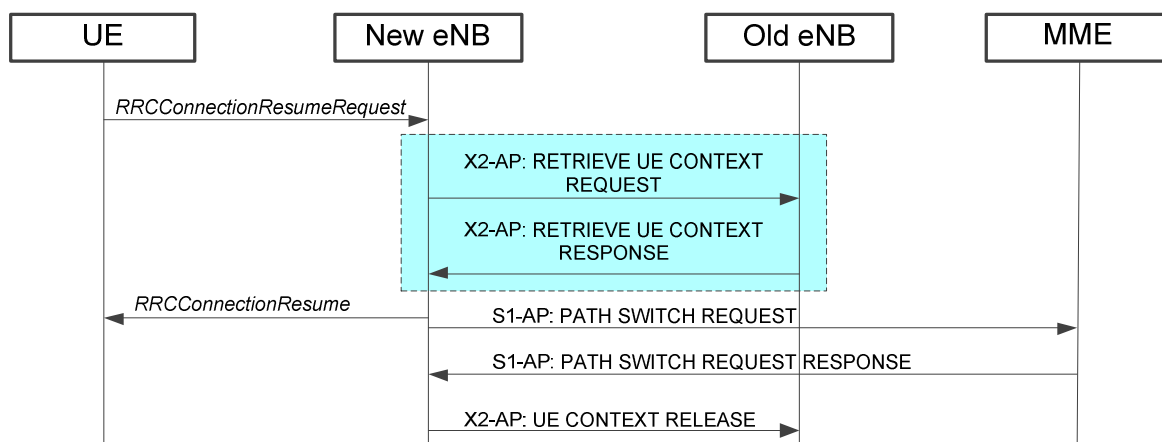 UE
New eNB
Old eNB
MME
RRCConnectionResumeRequest
X2-AP: RETRIEVE UE CONTEXT
REQUEST
X2-AP: RETRIEVE UE CONTEXT
RESPONSE
RRCConnectionResume
S1-AP: PATH SWITCH REQUEST
S1-AP: PATH SWITCH REQUEST RESPONSE
X2-AP: UE CONTEXT RELEASE